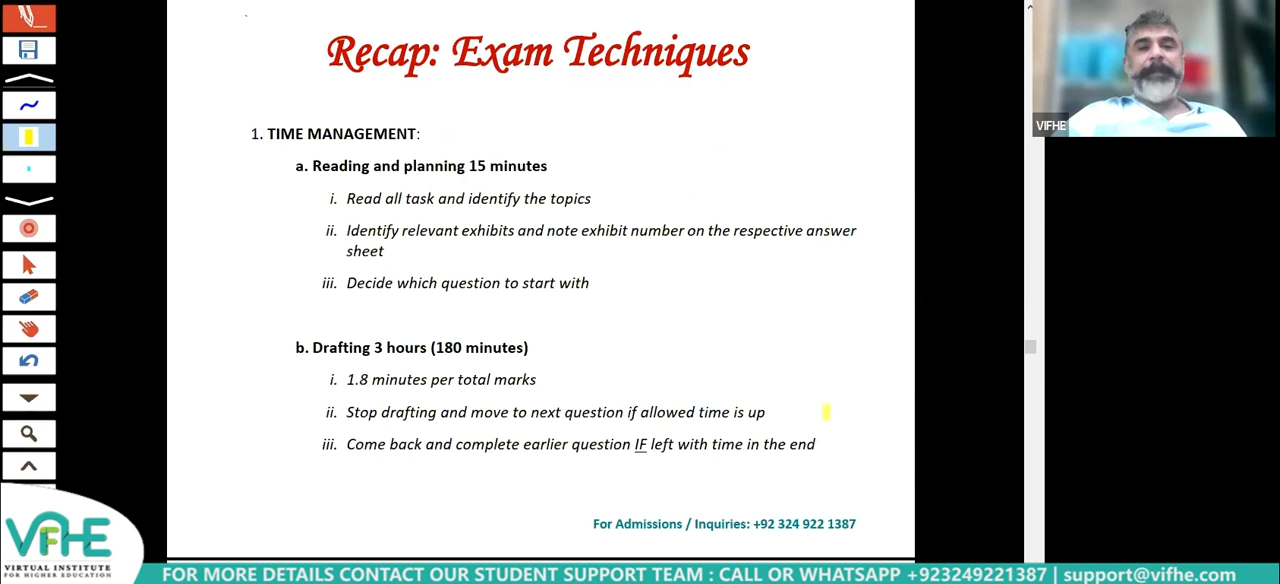 Recap: Exam Techniques
VIFHE
1. TIME MANAGEMENT:
a. Reading and planning 15 minutes
i. Read all task and identify the topics
ii. Identify relevant exhibits and note exhibit number on the respective answer
sheet
iii. Decide which question to start with
b. Drafting 3 hours (180 minutes)
i. 1.8 minutes per total marks
ii. Stop drafting and move to next question if allowed time is up
iii. Come back and complete earlier question IF left with time in the end
For Admissions / Inquiries: +92 324 922 1387
VIFHE
VIRTUAL INSTITUTE
FOR HIGHER EDUCATION
FOR MORE DETAILS CONTACT OUR STUDENT SUPPORT TEAM : CALL OR WHATSAPP +923249221387 | support@vifhe.com